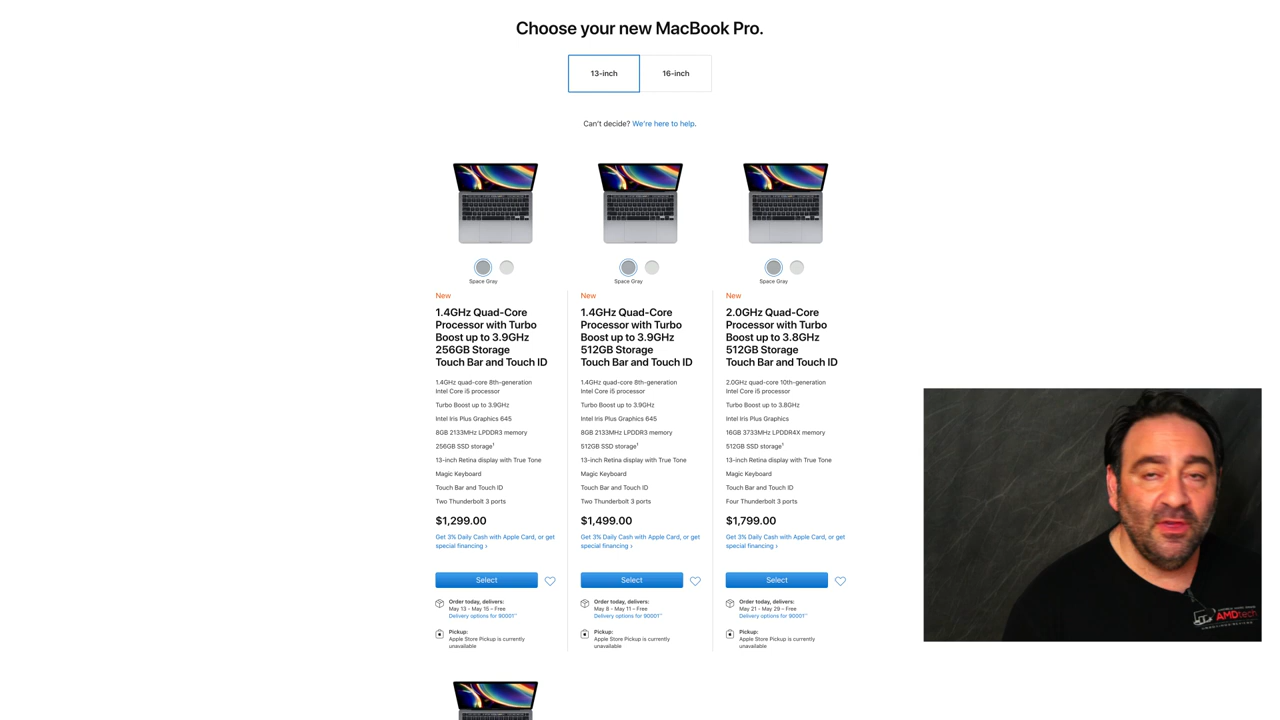 Choose your new MacBook Pro.
13-inch
16-inch
Can't decide? We're here to help.
Space Gray
New
1.4GHz Quad-Core
Processor with Turbo
Boost up to 3.9GHz
256GB Storage
Touch Bar and Touch ID
1.4GHz quad-core 8th-generation
Intel Core i5 processor
Turbo Boost up to 3.9GHz
Intel Iris Plus Graphics 645
8GB 2133MHz LPDDR3 memory
256GB SSD storage¹
13-inch Retina display with True Tone
Magic Keyboard
Touch Bar and Touch ID
Two Thunderbolt 3 ports
$1,299.00
Get 3% Daily Cash with Apple Card, or get
special financing ›
Select
Order today, delivers:
May 13 - May 15 – Free
Delivery options for 90001
Pickup:
Apple Store Pickup is currently
unavailable
Space Gray
New
1.4GHz Quad-Core
Processor with Turbo
Boost up to 3.9GHz
512GB Storage
Touch Bar and Touch ID
1.4GHz quad-core 8th-generation
Intel Core i5 processor
Turbo Boost up to 3.9GHz
Intel Iris Plus Graphics 645
8GB 2133MHz LPDDR3 memory
512GB SSD storage¹
13-inch Retina display with True Tone
Magic Keyboard
Touch Bar and Touch ID
Two Thunderbolt 3 ports
$1,499.00
Get 3% Daily Cash with Apple Card, or get
special financing ›
Select
Order today, delivers:
May 8 - May 11 – Free
Delivery options for 90001
Pickup:
Apple Store Pickup is currently
unavailable
Space Gray
New
2.0GHz Quad-Core
Processor with Turbo
Boost up to 3.8GHz
512GB Storage
Touch Bar and Touch ID
2.0GHz quad-core 10th-generation
Intel Core i5 processor
Turbo Boost up to 3.8GHz
Intel Iris Plus Graphics
16GB 3733MHz LPDDR4X memory
512GB SSD storage¹
13-inch Retina display with True Tone
Magic Keyboard
Touch Bar and Touch ID
Four Thunderbolt 3 ports
$1,799.00
Get 3% Daily Cash with Apple Card, or get
special financing ›
Select
Order today, delivers:
May 21 - May 29 – Free
Delivery options for 90001
Pickup:
Apple Store Pickup is currently
unavailable
AMDtech